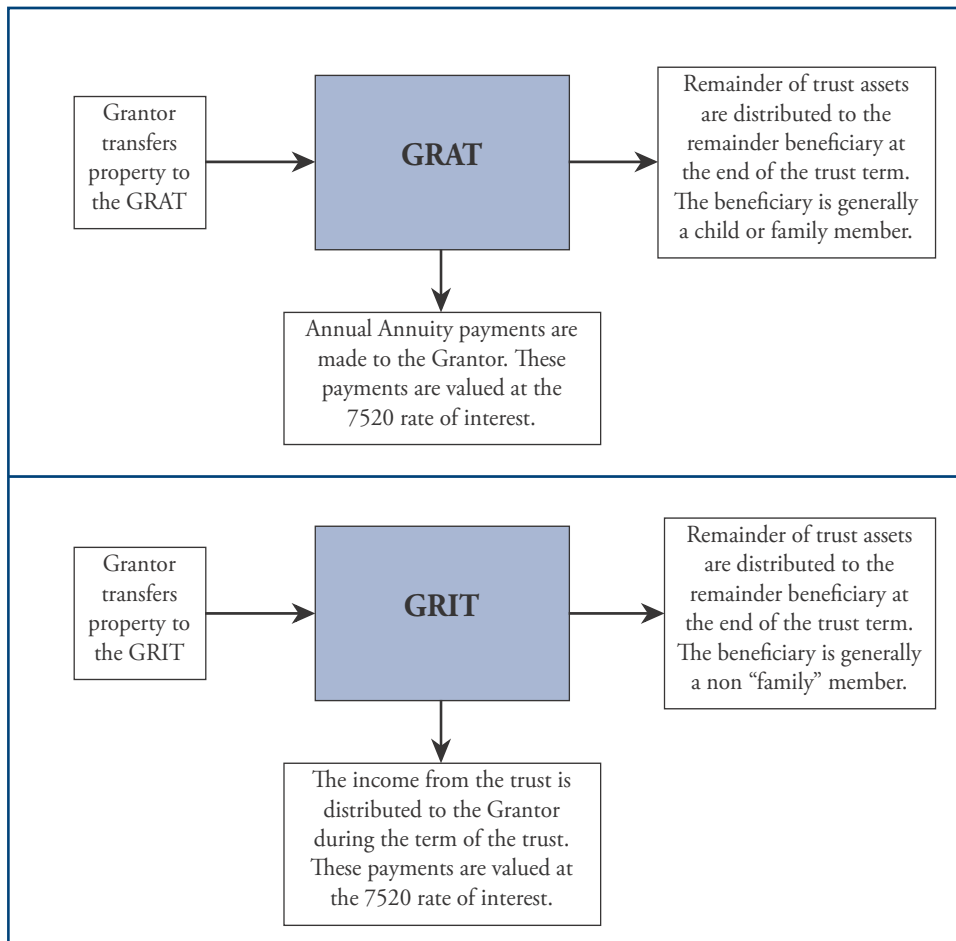 Grantor
transfers
property to
the GRAT
GRAT
Remainder of trust assets
are distributed to the
remainder beneficiary at
the end of the trust term.
The beneficiary is generally
a child or family member.
Annual Annuity payments are
made to the Grantor. These
payments are valued at the
7520 rate of interest.
Grantor
transfers
property to
the GRIT
GRIT
Remainder of trust assets
are distributed to the
remainder beneficiary at
the end of the trust term.
The beneficiary is generally
a non “family” member.
The income from the trust is
distributed to the Grantor
during the term of the trust.
These payments are valued at
the 7520 rate of interest.